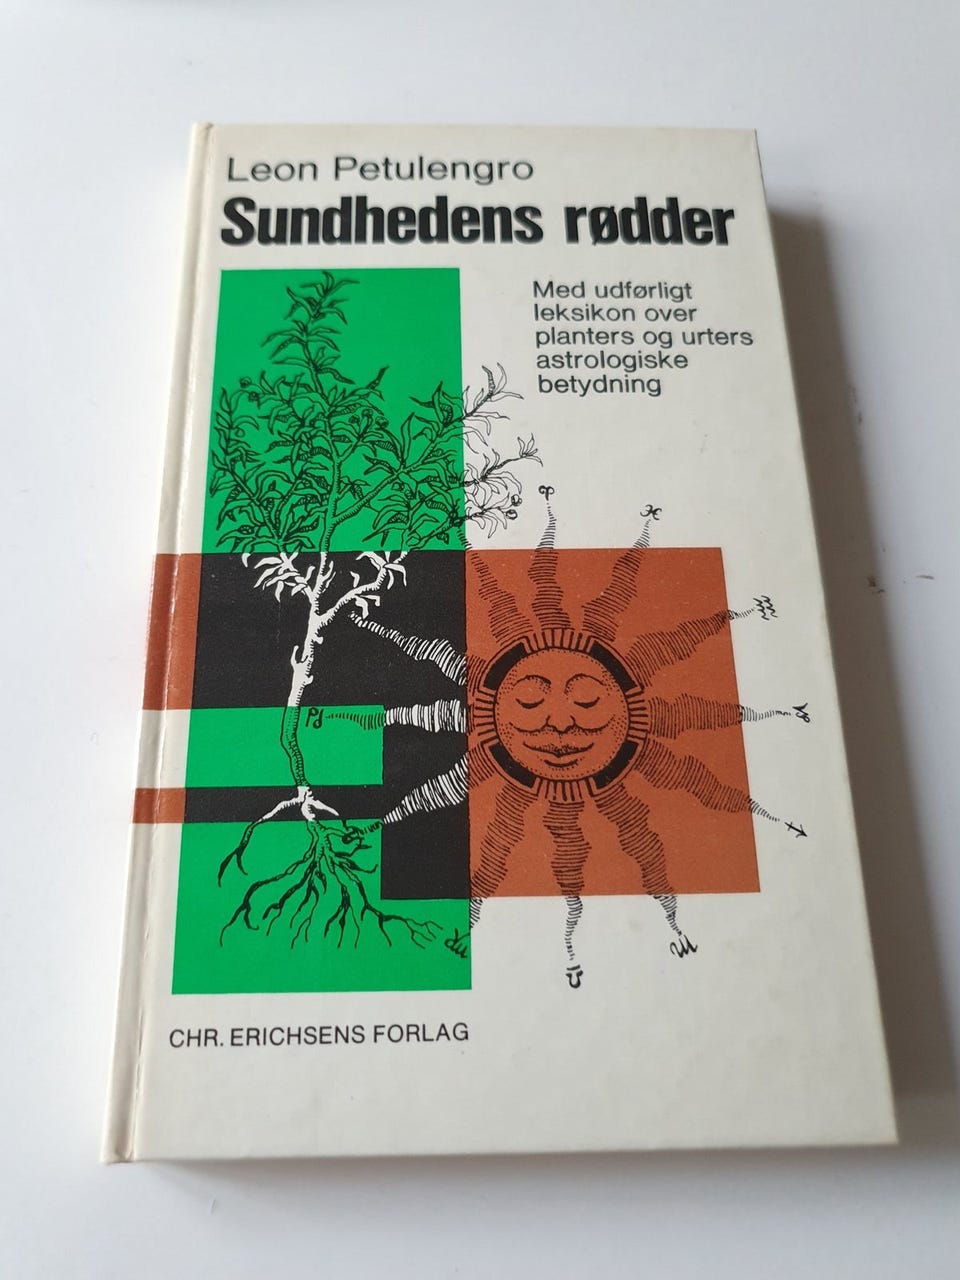 Leon Petulengro
Sundhedens rødder
Med udførligt
leksikon over
planters og urters
astrologiske
betydning
CHR. ERICHSENS FORLAG